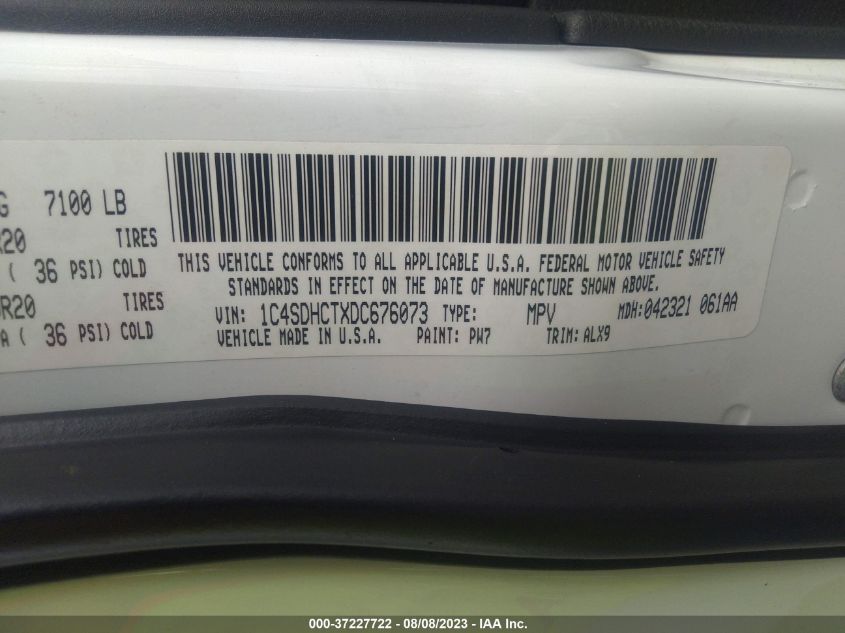 G 7100 LB
R20 TIRES
( 36 PSI) COLD
R20 TIRES
A ( 36 PSI) COLD
THIS VEHICLE CONFORMS TO ALL APPLICABLE U.S.A. FEDERAL MOTOR VEHICLE SAFETY
STANDARDS IN EFFECT ON THE DATE OF MANUFACTURE SHOWN ABOVE.
VIN: 1C4SDHCTXDC676073 TYPE: MPV MDH:042321 061AA
VEHICLE MADE IN U.S.A. PAINT: PW7 TRIM: ALX9
000-37227722 - 08/08/2023 - IAA Inc.